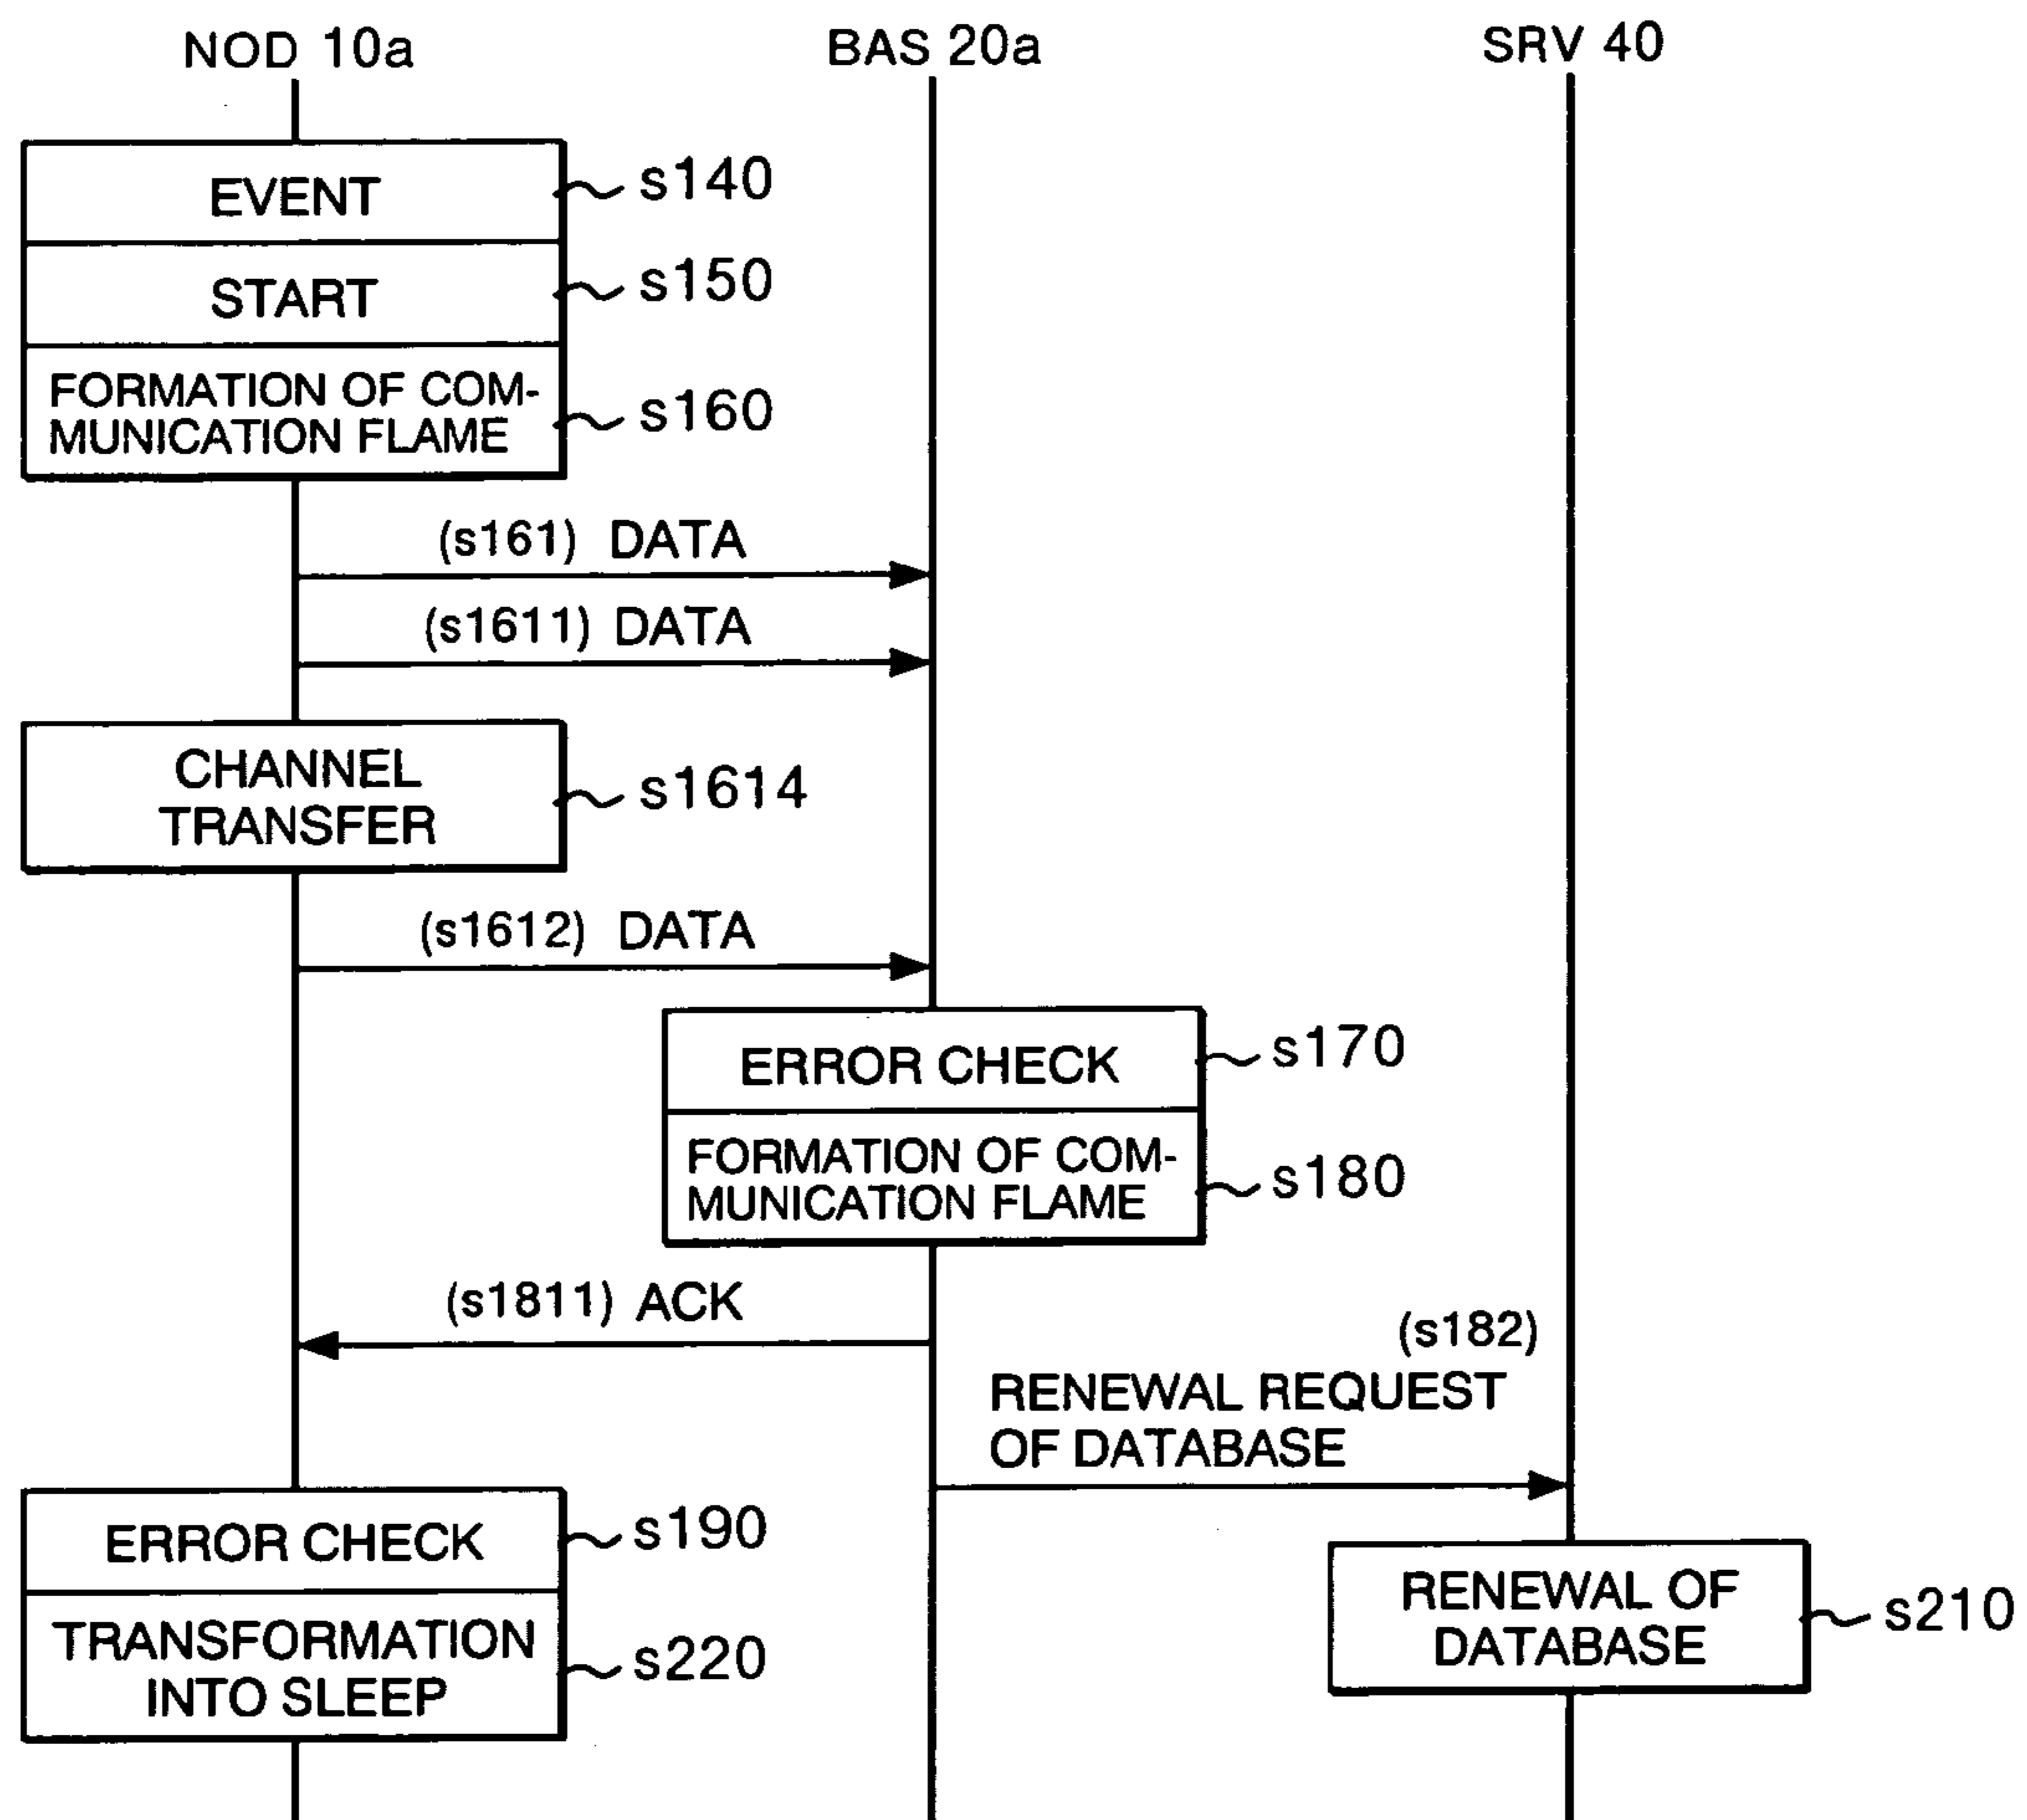 NOD 10a
BAS 20a
SRV 40
EVENT
s140
START
s150
FORMATION OF COM-
MUNICATION FLAME
s160
(s161) DATA
(s1611) DATA
CHANNEL
TRANSFER
s1614
(s1612) DATA
ERROR CHECK
s170
FORMATION OF COM-
MUNICATION FLAME
s180
(s1811) ACK
(s182)
RENEWAL REQUEST
OF DATABASE
ERROR CHECK
s190
TRANSFORMATION
INTO SLEEP
s220
RENEWAL OF
DATABASE
s210